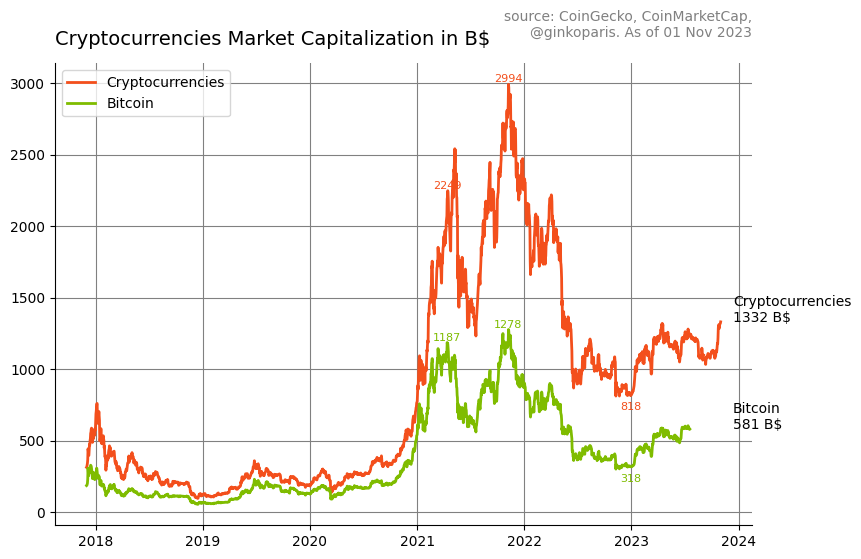 source: CoinGecko, CoinMarketCap,
@ginkoparis. As of 01 Nov 2023
Cryptocurrencies Market Capitalization in B$
Cryptocurrencies
Bitcoin
3000
2500
2000
1500
1000
500
0
2994
2249
1278
1187
818
318
Cryptocurrencies
1332 B$
Bitcoin
581 B$
2018 2019 2020 2021 2022 2023 2024